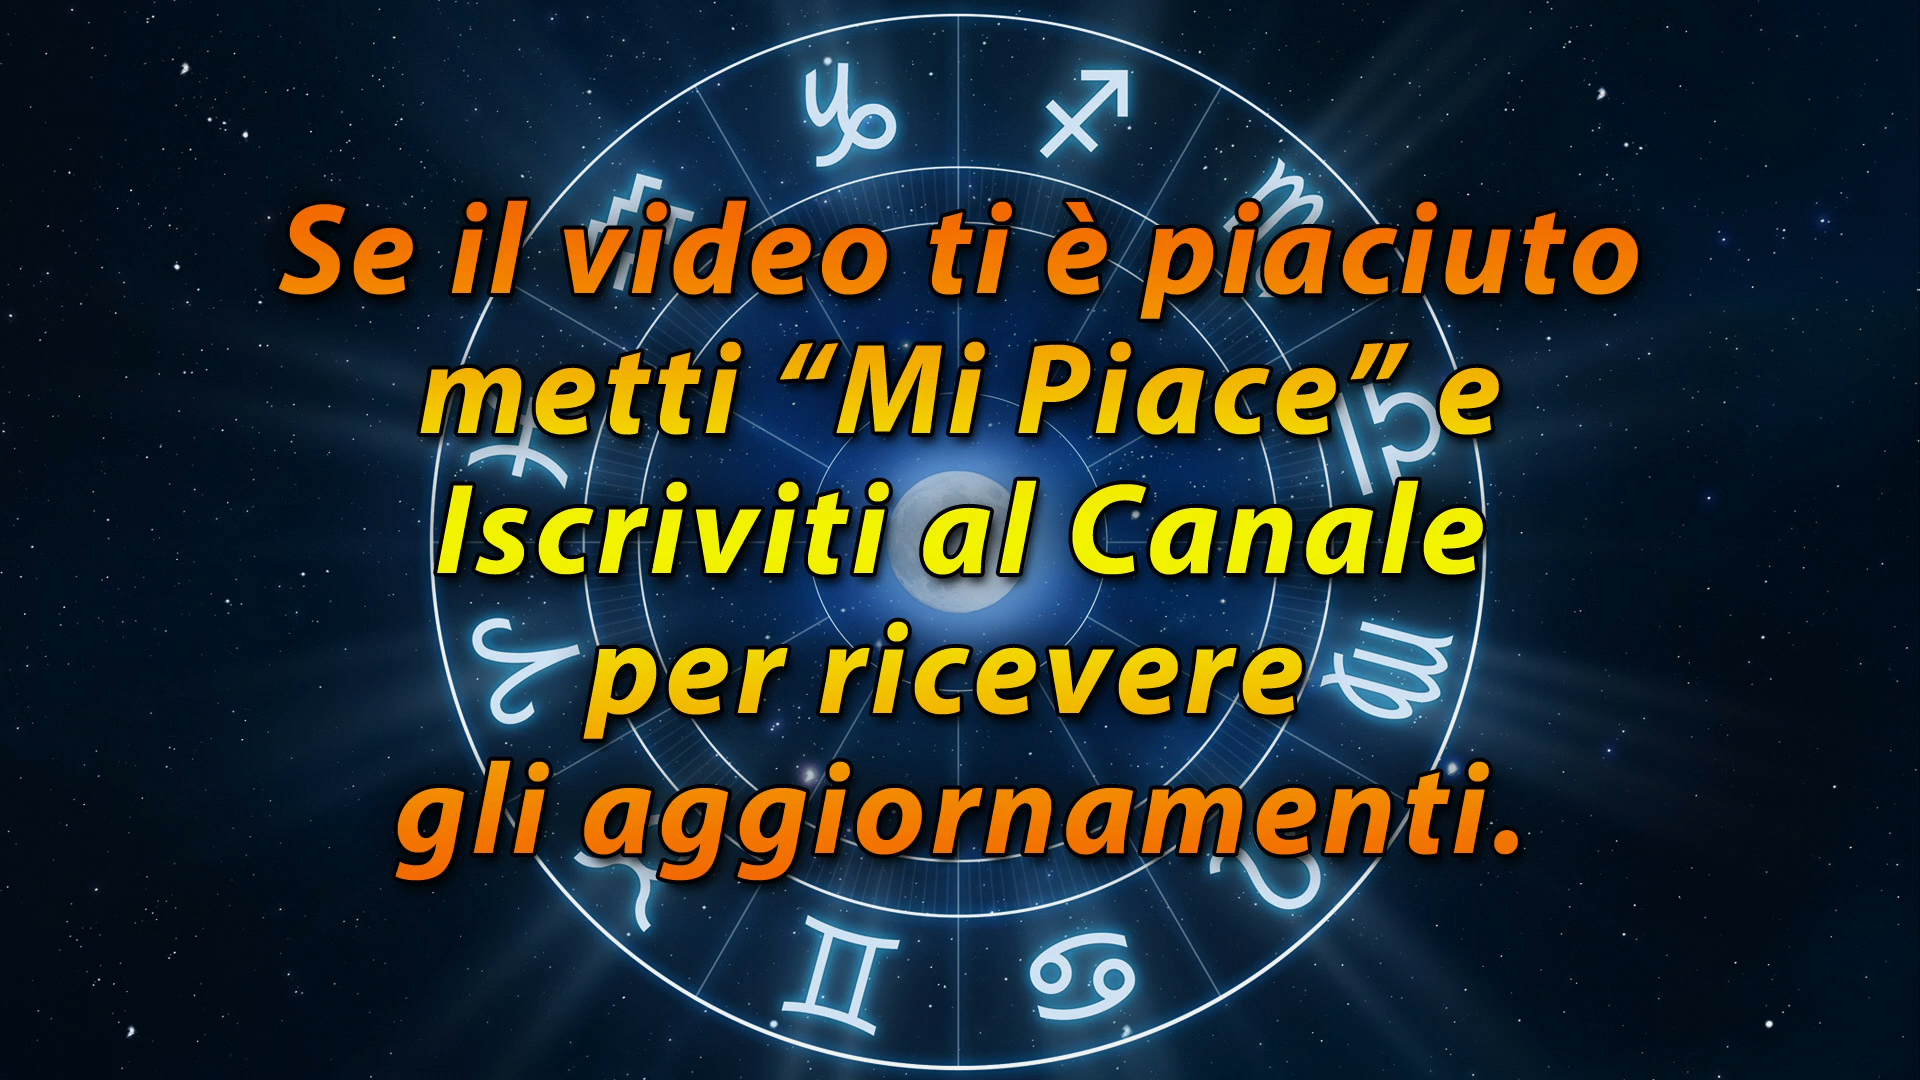 Se il video ti è piaciuto
metti “Mi Piace” e
Iscriviti al Canale
per ricevere
gli aggiornamenti.